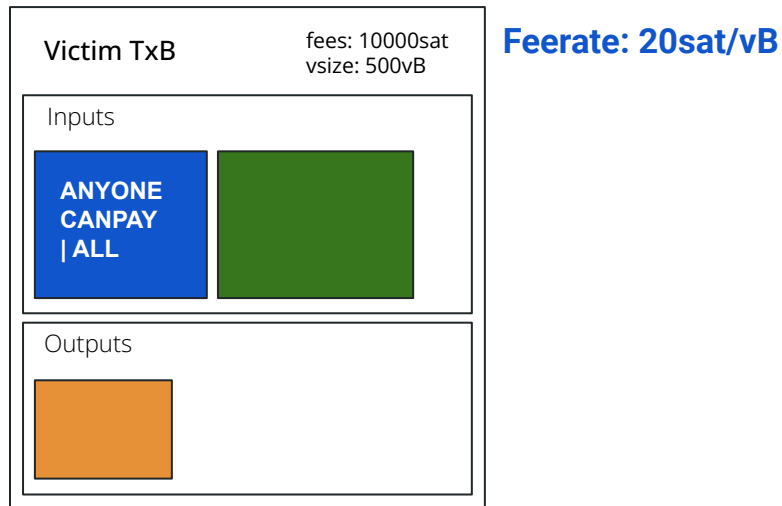 Victim TxB
fees: 10000sat
vsize: 500vB
Feerate: 20sat/vB
Inputs
ANYONE
CANPAY
| ALL
Outputs